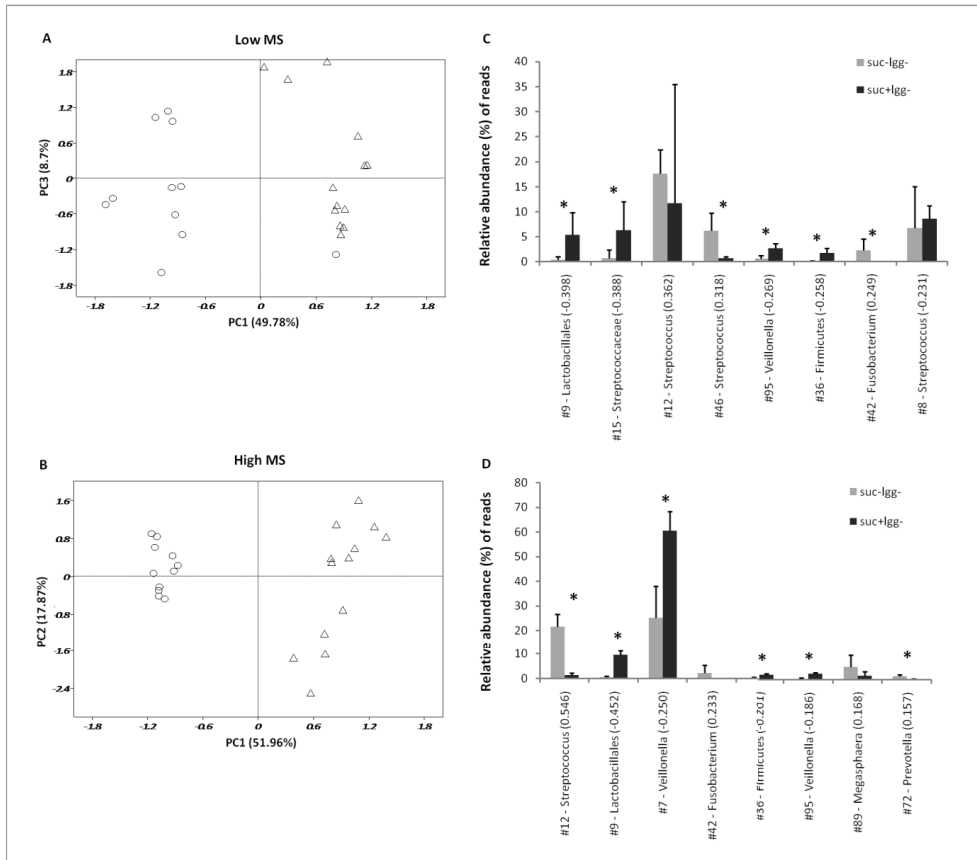 A
Low MS
1.8
1.2
0.6
0
-0.6
-1.2
-1.8
PC3 (8.7%)
-1.8
-1.2
-0.6
0
0.6
1.2
1.8
PC1 (49.78%)
B
High MS
1.6
0.8
0
-0.8
-1.6
-2.4
PC2 (17.87%)
-1.8
-1.2
-0.6
0
0.6
1.2
1.8
PC1 (51.96%)
C
Relative abundance (%) of reads
40
35
30
25
20
15
10
5
0
suc-lgg-
suc+lgg-
*
*
*
*
*
*
#9 - Lactobacillales (-0.398)
#15 - Streptococcaceae (-0.388)
#12 - Streptococcus (0.362)
#46 - Streptococcus (0.318)
#95 - Veillonella (-0.269)
#36 - Firmicutes (-0.258)
#42 - Fusobacterium (0.249)
#8 - Streptococcus (-0.231)
D
Relative abundance (%) of reads
80
70
60
50
40
30
20
10
0
suc-lgg-
suc+lgg-
*
*
*
*
*
*
#12 - Streptococcus (0.546)
#9 - Lactobacillales (-0.452)
#7 - Veillonella (-0.250)
#42 - Fusobacterium (0.233)
#36 - Firmicutes (-0.201)
#95 - Veillonella (-0.186)
#89 - Megasphaera (0.168)
#72 - Prevotella (0.157)